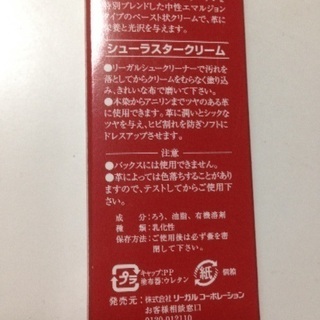 特別ブレンドした中性エマルジョン
タイプのペースト状クリームで、革に
栄養と光沢を与えます。
シューラスタークリーム
●リーガルシュークリーナーで汚れを
落としてからクリームをむらなく塗り込
み、きれいな布で磨いて下さい。
●本染からアニリンまでツヤのある革
に使用できます。革に潤いとシックな
ツヤを与え、ヒビ割れを防ぎソフトに
ドレスアップさせます。
注意
●バックスには使用できません。
●革によっては色落ちすることがあり
ますので、テストしてからご使用下さ
い。
成分:ろう、油脂、有機溶剤
種類:乳化性
保存方法:ご使用後は必ず蓋を密
閉して下さい。
プラ
キャップ:PP
塗布器:ウレタン
紙
個箱
発売元:株式会社 リーガル コーポレーション
お客様相談窓口